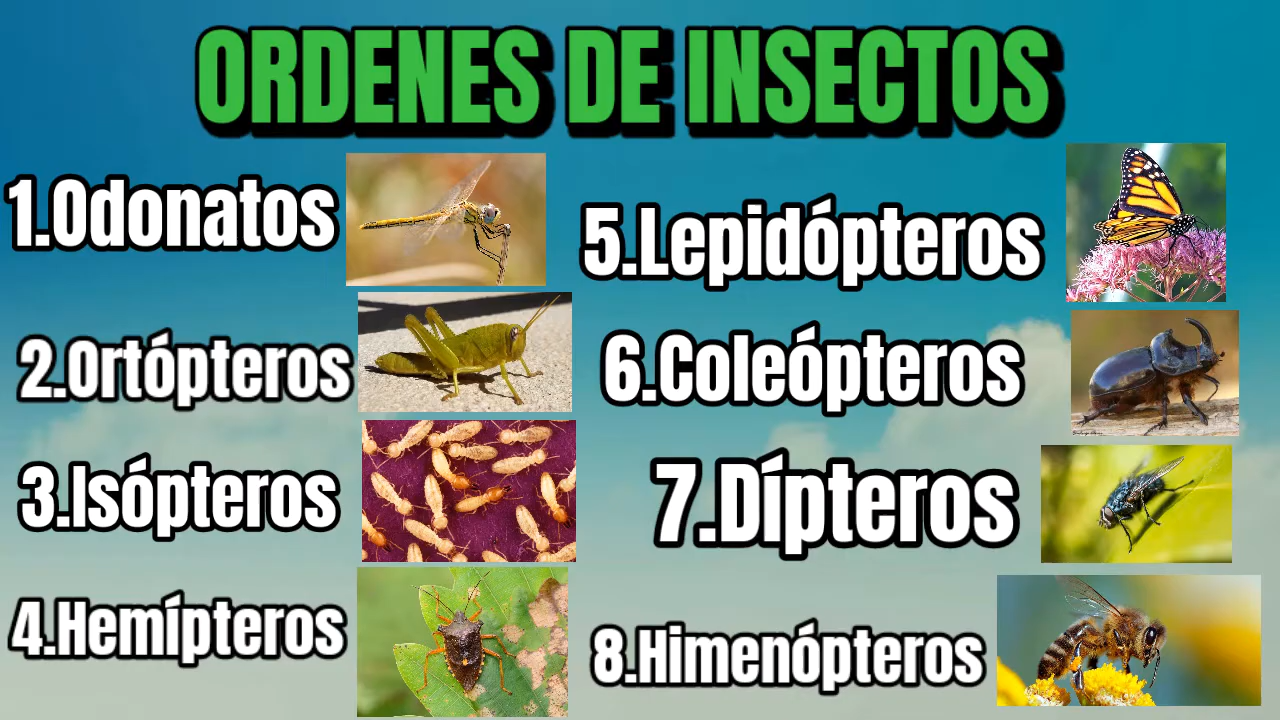 ORDENES DE INSECTOS
1.Odonatos
2.Ortópteros
3.Isópteros
4.Hemípteros
5.Lepidópteros
6.Coleópteros
7.Dípteros
8.Himenópteros